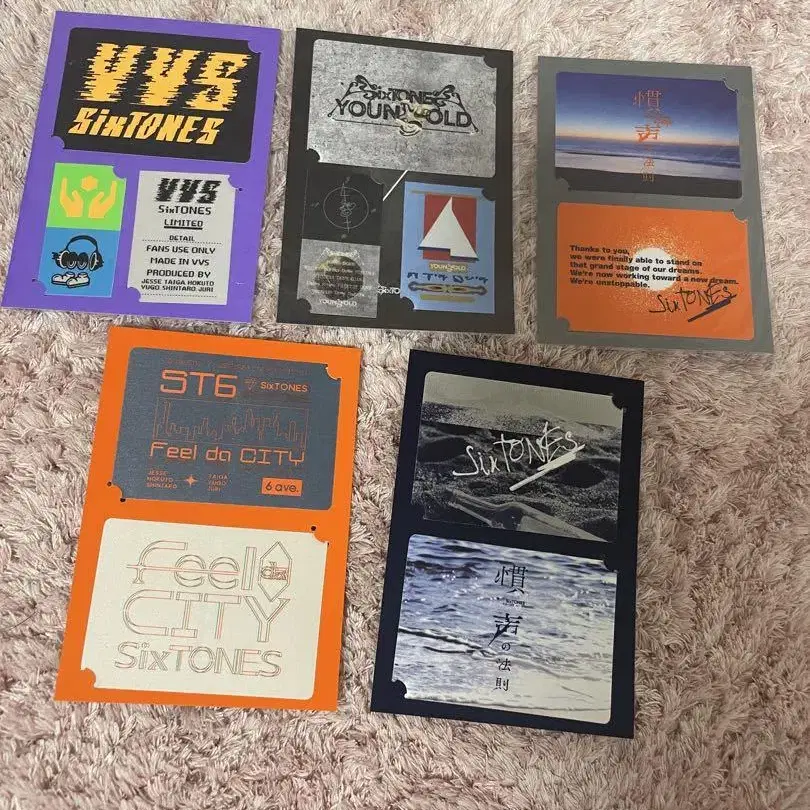 VVS
SixTONES
VVS
SixTONES
LIMITED
DETAIL
FANS USE ONLY
MADE IN VVS
PRODUCED BY
JESSE TAIGA HOKUTO
YUGO SHINTARO JURI
SixTONES
YOUNG OLD
YOUNG OLD
YOUNG OLD
慣
声
の
法
則
Thanks to you,
we were finally able to stand on
that grand stage of our dreams.
We're now working toward a new dream.
We're unstoppable.
SixTONES
ST6 SixTONES
Feel da CITY
JESSE TAIGA
HOKUTO YUGO
SHINTARO JURI
6 ave.
Feel da
CITY
SixTONES
SixTONES
慣
声
の
法
則